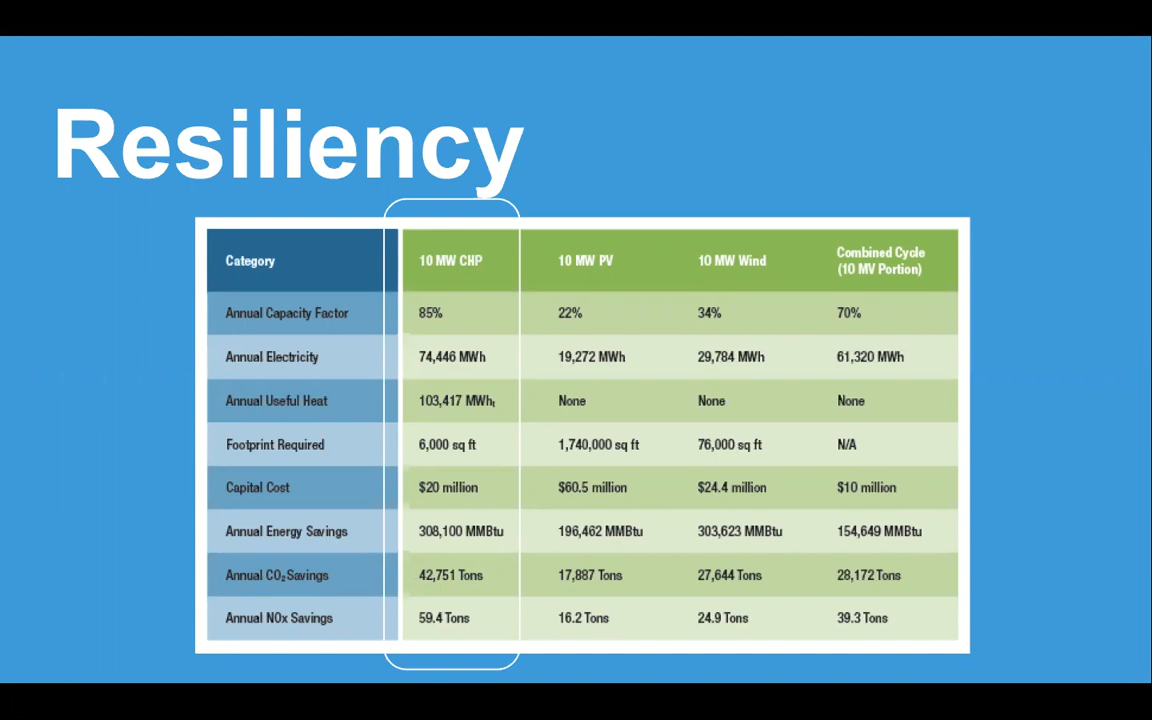 Resiliency
Category 10 MW CHP 10 MW PV 10 MW Wind Combined Cycle
(10 MV Portion)
Annual Capacity Factor 85% 22% 34% 70%
Annual Electricity 74,446 MWh 19,272 MWh 29,784 MWh 61,320 MWh
Annual Useful Heat 103,417 MWht None None None
Footprint Required 6,000 sq ft 1,740,000 sq ft 76,000 sq ft N/A
Capital Cost $20 million $60.5 million $24.4 million $10 million
Annual Energy Savings 308,100 MMBtu 196,462 MMBtu 303,623 MMBtu 154,649 MMBtu
Annual CO₂ Savings 42,751 Tons 17,887 Tons 27,644 Tons 28,172 Tons
Annual NOx Savings 59.4 Tons 16.2 Tons 24.9 Tons 39.3 Tons